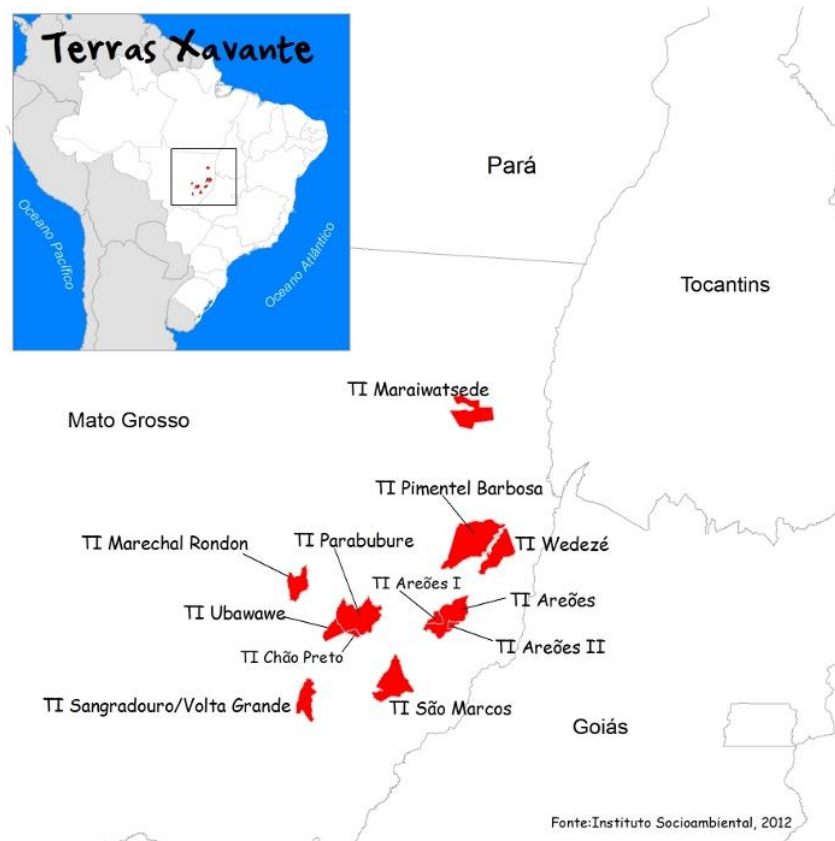 Terras Xavante
Oceano Pacífico
Oceano Atlântico
Pará
Tocantins
TI Maraiwatsede
Mato Grosso
TI Pimentel Barbosa
TI Marechal Rondon
TI Parabubure
TI Wedezé
TI Areões I
TI Areões
TI Ubawawe
TI Areões II
TI Chão Preto
TI Sangradouro/Volta Grande
TI São Marcos
Goiás
Fonte:Instituto Socioambiental, 2012